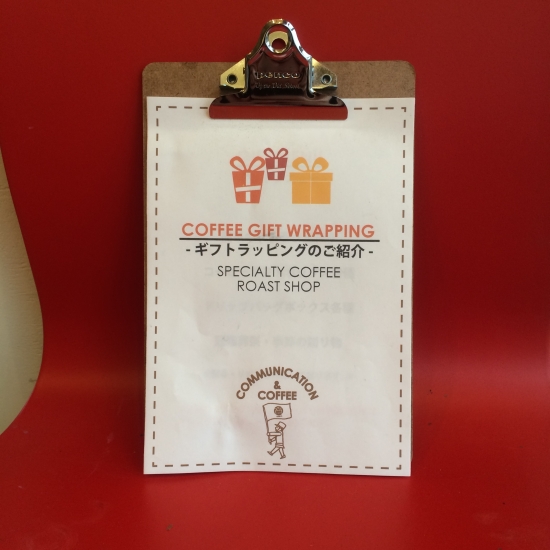 penco
COFFEE GIFT WRAPPING
- ギフトラッピングのご紹介 -
SPECIALTY COFFEE
ROAST SHOP
COMMUNICATION
&
COFFEE